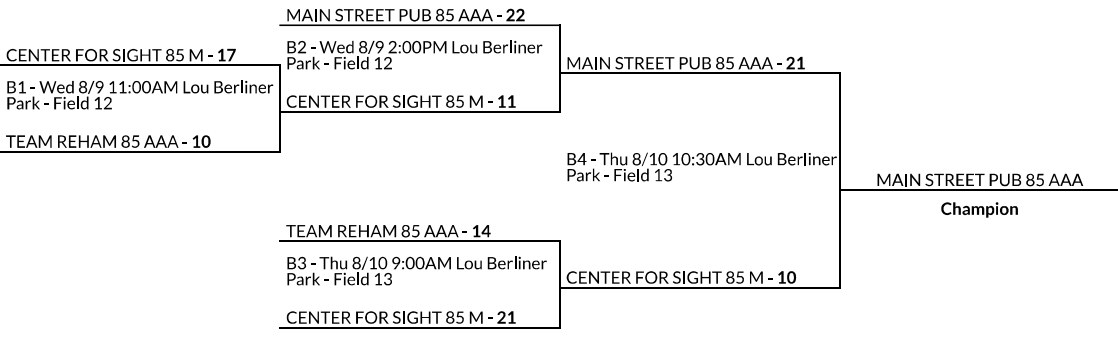 MAIN STREET PUB 85 AAA - 22
CENTER FOR SIGHT 85 M - 17
B2 - Wed 8/9 2:00PM Lou Berliner
Park - Field 12
MAIN STREET PUB 85 AAA - 21
B1 - Wed 8/9 11:00AM Lou Berliner
Park - Field 12
CENTER FOR SIGHT 85 M - 11
TEAM REHAM 85 AAA - 10
B4 - Thu 8/10 10:30AM Lou Berliner
Park - Field 13
MAIN STREET PUB 85 AAA
Champion
TEAM REHAM 85 AAA - 14
B3 - Thu 8/10 9:00AM Lou Berliner
Park - Field 13
CENTER FOR SIGHT 85 M - 10
CENTER FOR SIGHT 85 M - 21